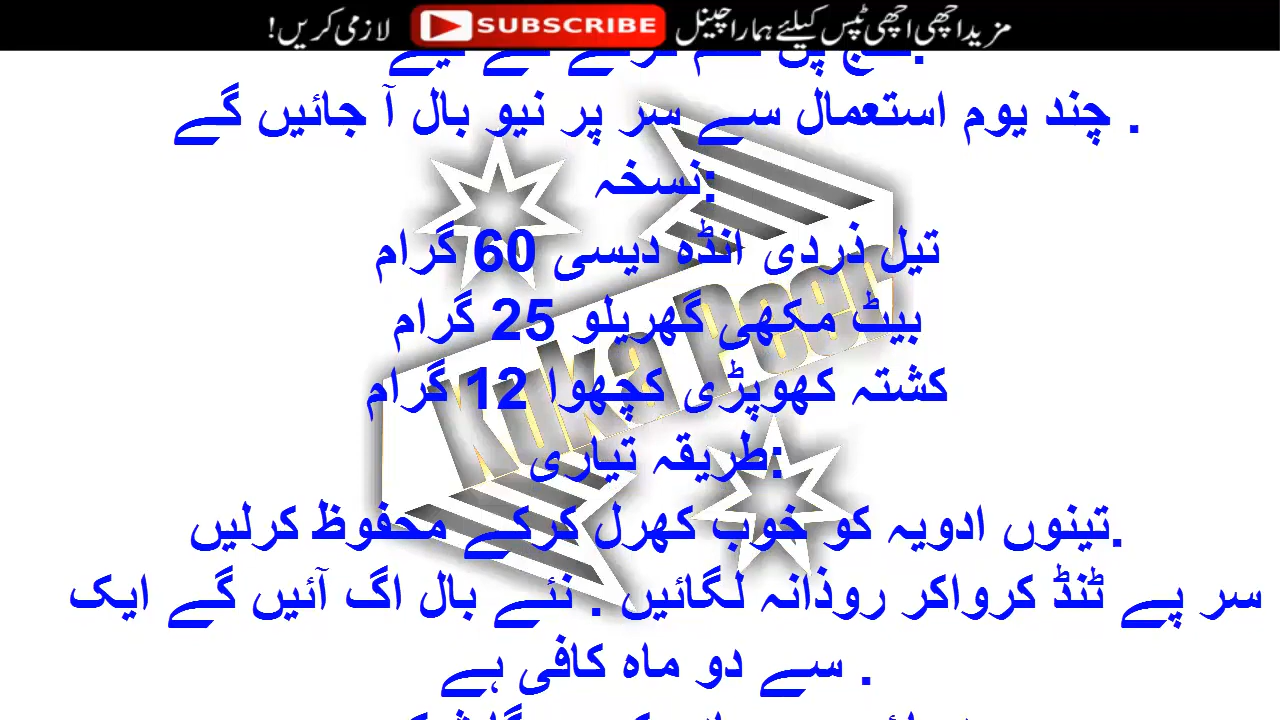 مزید اچھی اچھی ٹپس کیلئے ہمارا چینل SUBSCRIBE لازمی کریں!
چند یوم استعمال سے سر پر نیو بال آ جائیں گے .
نسخہ:
تیل ذردی انڈہ دیسی 60 گرام
بیٹ مکھی گھریلو 25 گرام
کشتہ کھوپڑی کچھوا 12 گرام
طریقہ تیاری:
تینوں ادویہ کو خوب کھرل کرکے محفوظ کرلیں.
سر پے ٹنڈ کرواکر روذانہ لگائیں . نئے بال اگ آئیں گے ایک
سے دو ماہ کافی ہے .
Kuka Peer